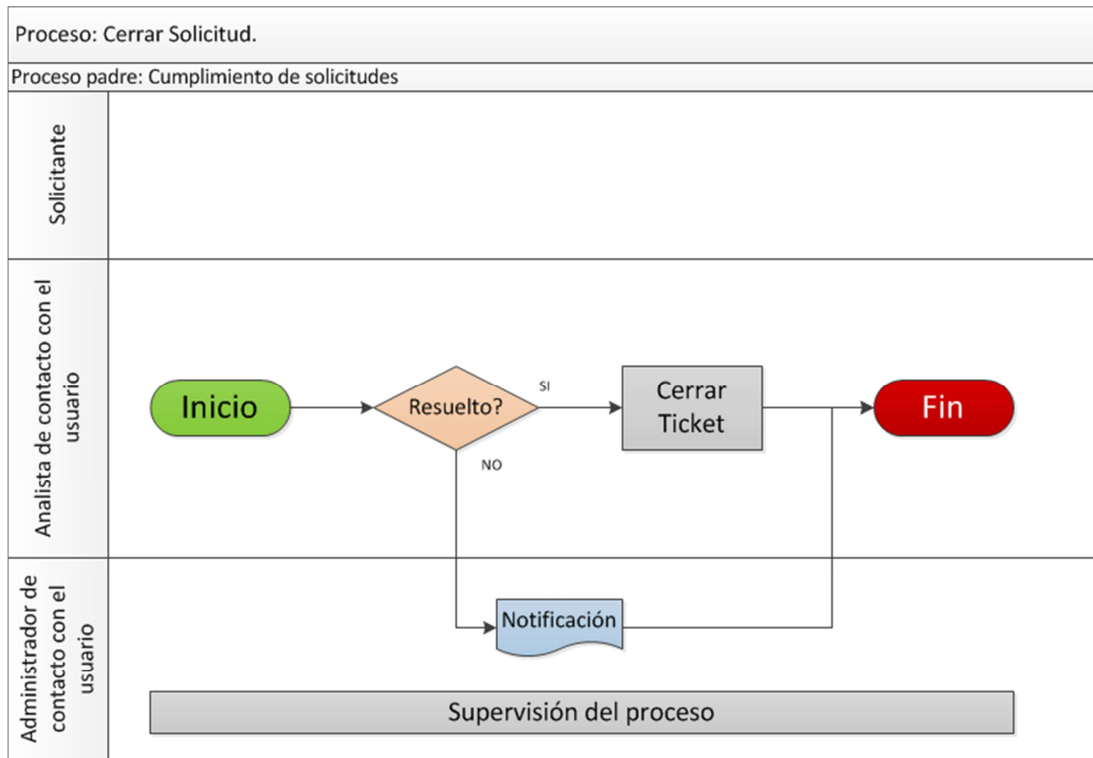 Proceso: Cerrar Solicitud.
Proceso padre: Cumplimiento de solicitudes
Solicitante
Analista de contacto con el
usuario
Inicio
Resuelto?
SI
NO
Cerrar
Ticket
Fin
Administrador de
contacto con el
usuario
Notificación
Supervisión del proceso